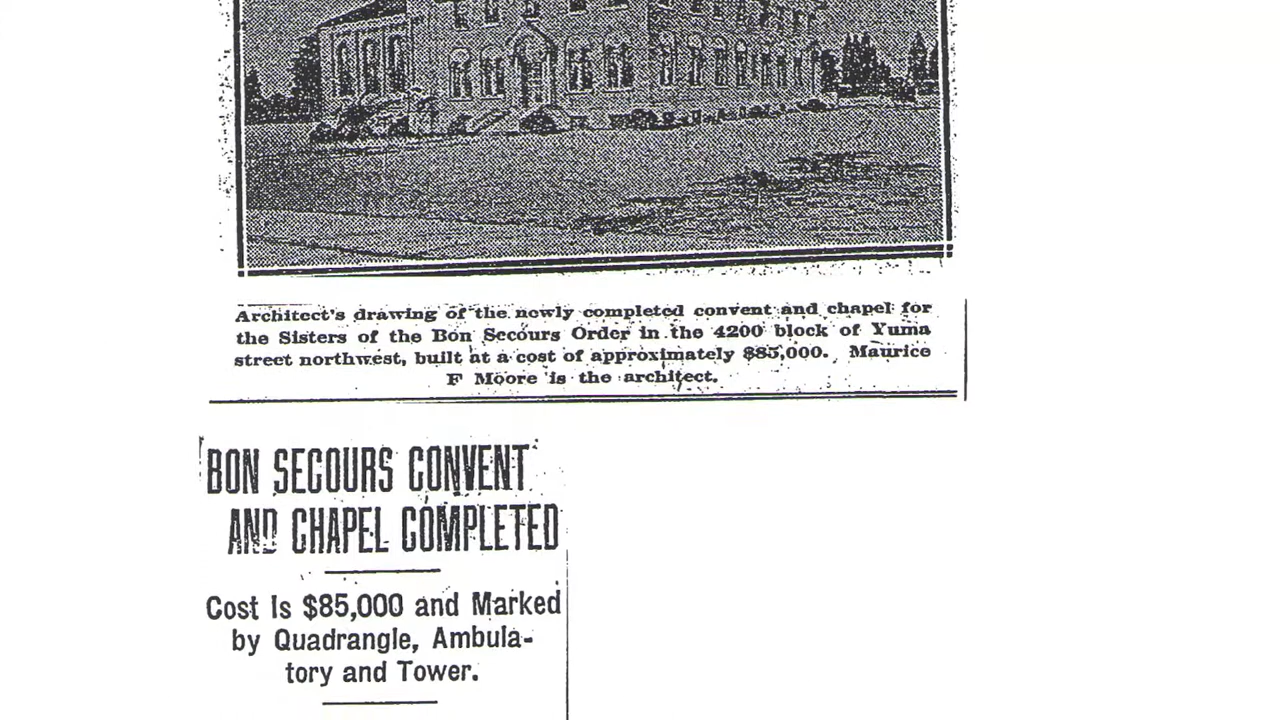 Architect's drawing of the newly completed convent and chapel for
the Sisters of the Bon Secours Order in the 4200 block of Yuma
street northwest, built at a cost of approximately $85,000. Maurice
F Moore is the architect.
BON SECOURS CONVENT
AND CHAPEL COMPLETED
Cost Is $85,000 and Marked
by Quadrangle, Ambula-
tory and Tower.